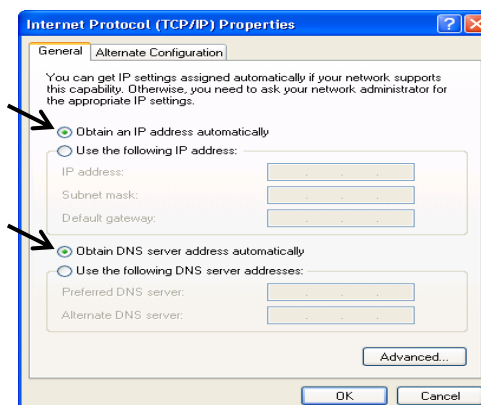 Internet Protocol (TCP/IP) Properties
General
Alternate Configuration
You can get IP settings assigned automatically if your network supports
this capability. Otherwise, you need to ask your network administrator for
the appropriate IP settings.
Obtain an IP address automatically
Use the following IP address:
IP address:
Subnet mask:
Default gateway:
Obtain DNS server address automatically
Use the following DNS server addresses:
Preferred DNS server:
Alternate DNS server:
Advanced...
OK
Cancel